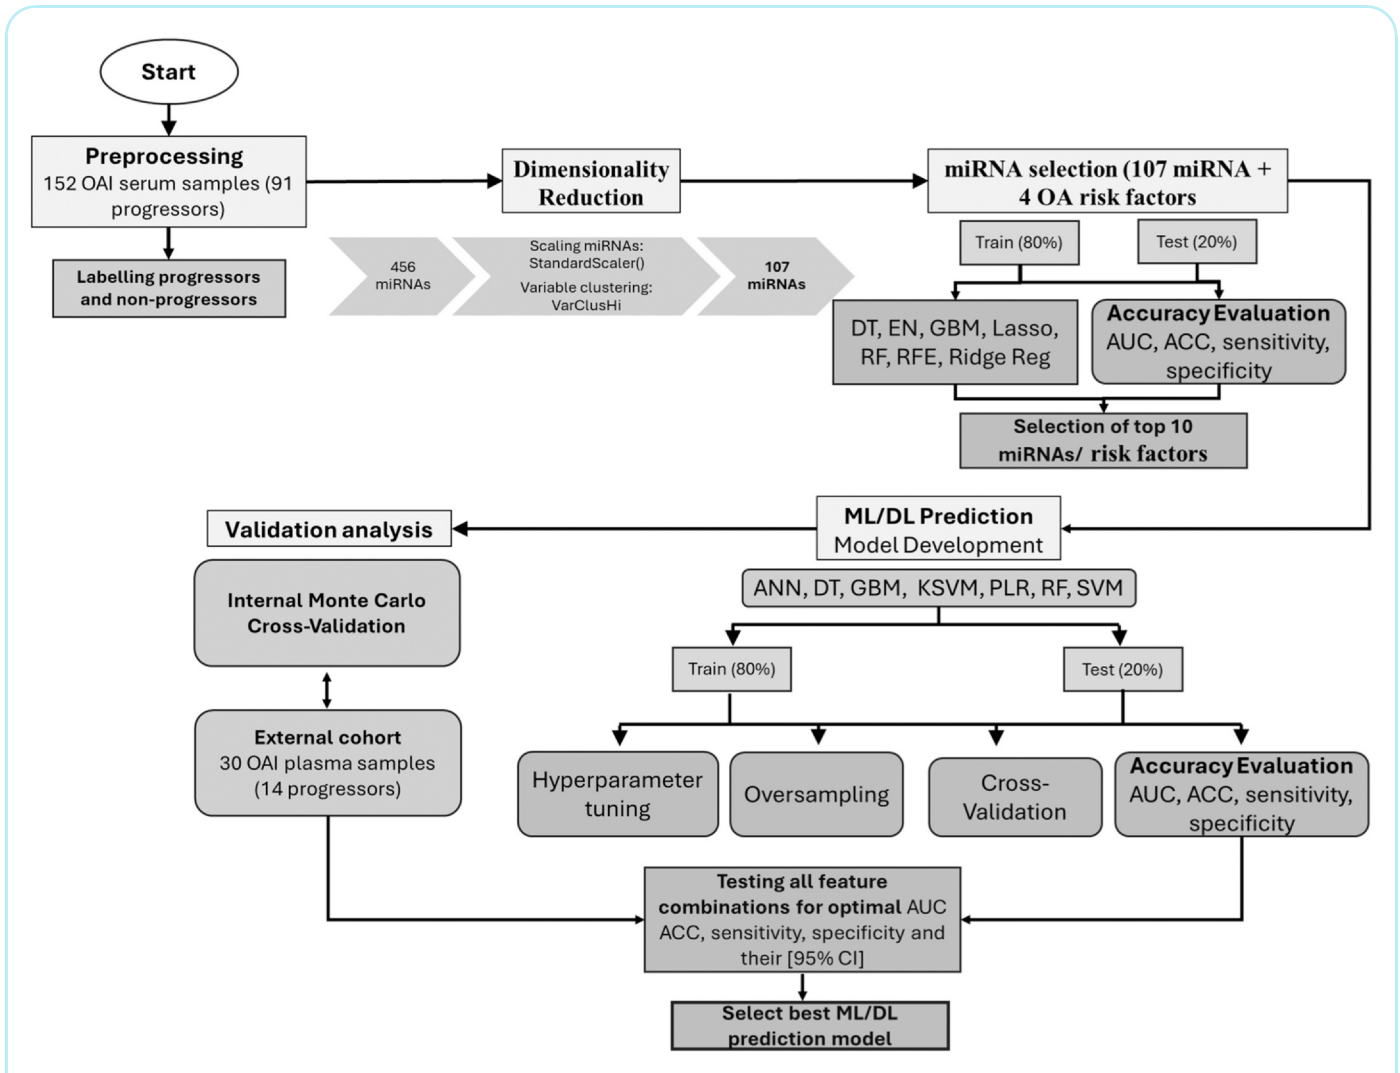 Start
Preprocessing
152 OAI serum samples (91
progressors)
Labelling progressors
and non-progressors
Dimensionality
Reduction
456
miRNAs
Scaling miRNAs:
StandardScaler()
Variable clustering:
VarClusHi
107
miRNAs
miRNA selection (107 miRNA +
4 OA risk factors
Train (80%)
Test (20%)
DT, EN, GBM, Lasso,
RF, RFE, Ridge Reg
Accuracy Evaluation
AUC, ACC, sensitivity,
specificity
Selection of top 10
miRNAs/ risk factors
ML/DL Prediction
Model Development
ANN, DT, GBM, KSVM, PLR, RF, SVM
Train (80%)
Test (20%)
Hyperparameter
tuning
Oversampling
Cross-
Validation
Accuracy Evaluation
AUC, ACC, sensitivity,
specificity
Validation analysis
Internal Monte Carlo
Cross-Validation
External cohort
30 OAI plasma samples
(14 progressors)
Testing all feature
combinations for optimal AUC
ACC, sensitivity, specificity and
their [95% CI]
Select best ML/DL
prediction model